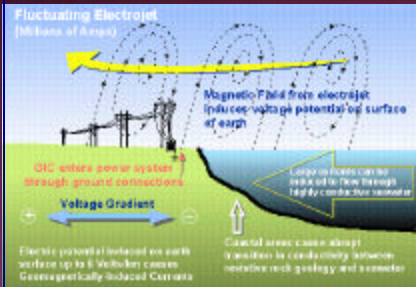 Fluctuating Electrojet
(Millions of Amps)
Magnetic Field from electrojet
induces voltage potential on surface
of earth
GIC enters power system
through ground connections
Large currents can be
induced to flow through
highly conductive seawater
Voltage Gradient
+
−
Electric potential induced on earth
surface up to 6 Volts/km causes
Geomagnetically-Induced Currents
Coastal areas cause abrupt
transition in conductivity between
resistive rock geology and seawater